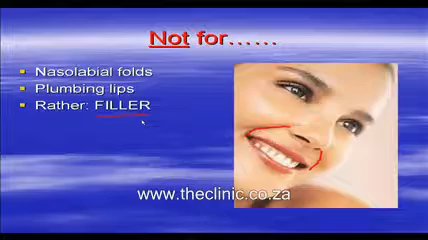 Not for……
Nasolabial folds
Plumbing lips
Rather: FILLER
www.theclinic.co.za